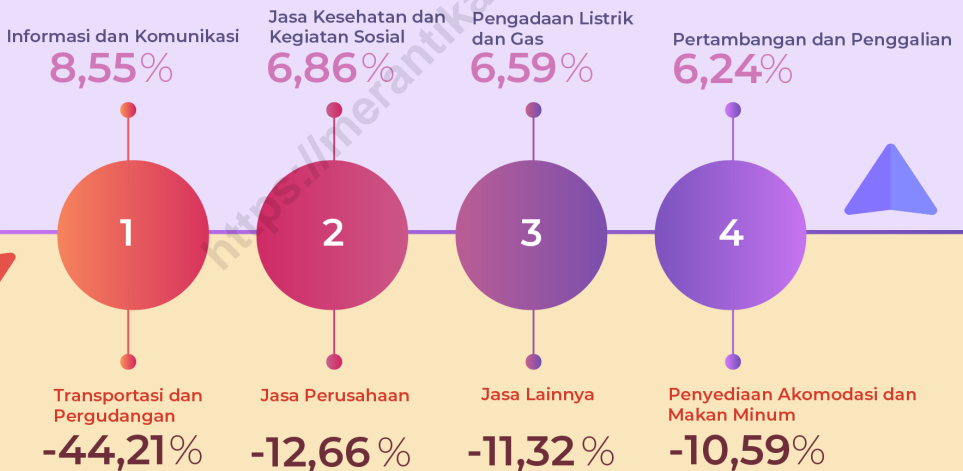 Informasi dan Komunikasi
8,55%
Jasa Kesehatan dan
Kegiatan Sosial
6,86%
Pengadaan Listrik
dan Gas
6,59%
Pertambangan dan Penggalian
6,24%
1
2
3
4
Transportasi dan
Pergudangan
-44,21%
Jasa Perusahaan
-12,66%
Jasa Lainnya
-11,32%
Penyediaan Akomodasi dan
Makan Minum
-10,59%
https://merantika